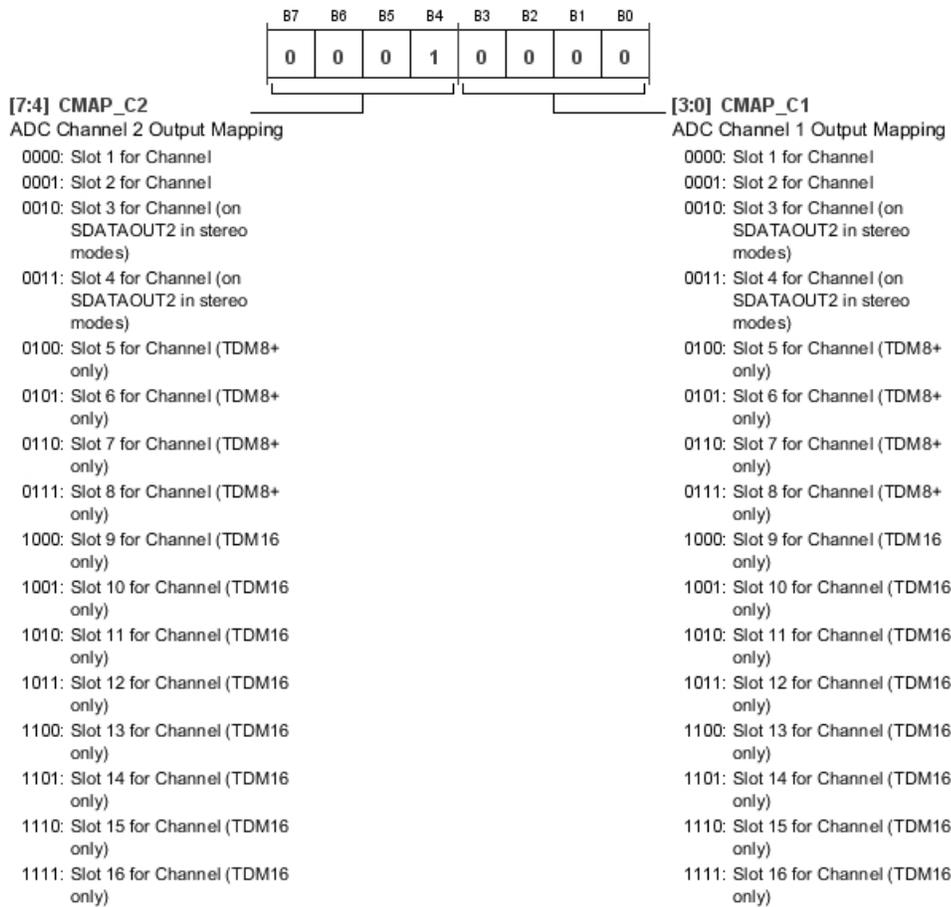 B7 B6 B5 B4 B3 B2 B1 B0
0 0 0 1 0 0 0 0
[7:4] CMAP_C2
ADC Channel 2 Output Mapping
0000: Slot 1 for Channel
0001: Slot 2 for Channel
0010: Slot 3 for Channel (on
SDATAOUT2 in stereo
modes)
0011: Slot 4 for Channel (on
SDATAOUT2 in stereo
modes)
0100: Slot 5 for Channel (TDM8+
only)
0101: Slot 6 for Channel (TDM8+
only)
0110: Slot 7 for Channel (TDM8+
only)
0111: Slot 8 for Channel (TDM8+
only)
1000: Slot 9 for Channel (TDM16
only)
1001: Slot 10 for Channel (TDM16
only)
1010: Slot 11 for Channel (TDM16
only)
1011: Slot 12 for Channel (TDM16
only)
1100: Slot 13 for Channel (TDM16
only)
1101: Slot 14 for Channel (TDM16
only)
1110: Slot 15 for Channel (TDM16
only)
1111: Slot 16 for Channel (TDM16
only)
[3:0] CMAP_C1
ADC Channel 1 Output Mapping
0000: Slot 1 for Channel
0001: Slot 2 for Channel
0010: Slot 3 for Channel (on
SDATAOUT2 in stereo
modes)
0011: Slot 4 for Channel (on
SDATAOUT2 in stereo
modes)
0100: Slot 5 for Channel (TDM8+
only)
0101: Slot 6 for Channel (TDM8+
only)
0110: Slot 7 for Channel (TDM8+
only)
0111: Slot 8 for Channel (TDM8+
only)
1000: Slot 9 for Channel (TDM16
only)
1001: Slot 10 for Channel (TDM16
only)
1010: Slot 11 for Channel (TDM16
only)
1011: Slot 12 for Channel (TDM16
only)
1100: Slot 13 for Channel (TDM16
only)
1101: Slot 14 for Channel (TDM16
only)
1110: Slot 15 for Channel (TDM16
only)
1111: Slot 16 for Channel (TDM16
only)